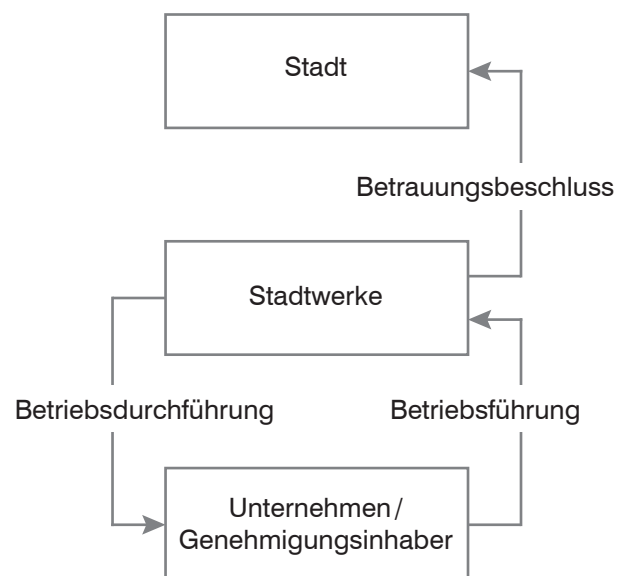 Stadt
Betrauungsbeschluss
Stadtwerke
Betriebsdurchführung
Betriebsführung
Unternehmen/
Genehmigungsinhaber